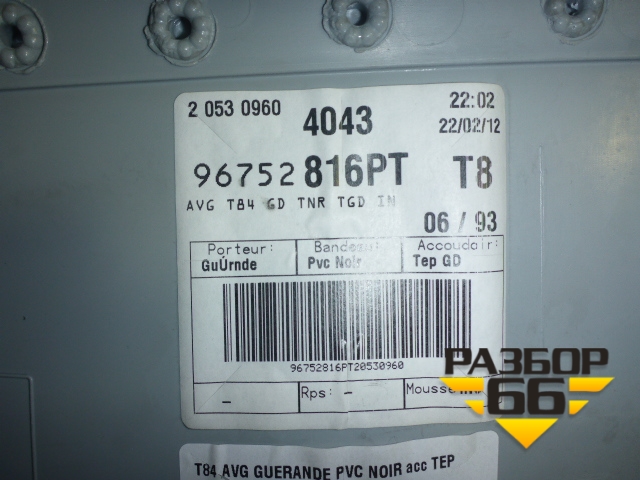 2 053 0960
4043
22:02
22/02/12
96752 816PT T8
AVG T84 GD TNR TGD IN
06 / 93
Porteur:
GuÚrnde
Pvc Noir
Accoudoir:
Tep GD
96752816PT20530960
–
Rps: –
Mousse
РАЗБОР
66
T84 AVG GUERANDE PVC NOIR acc TEP